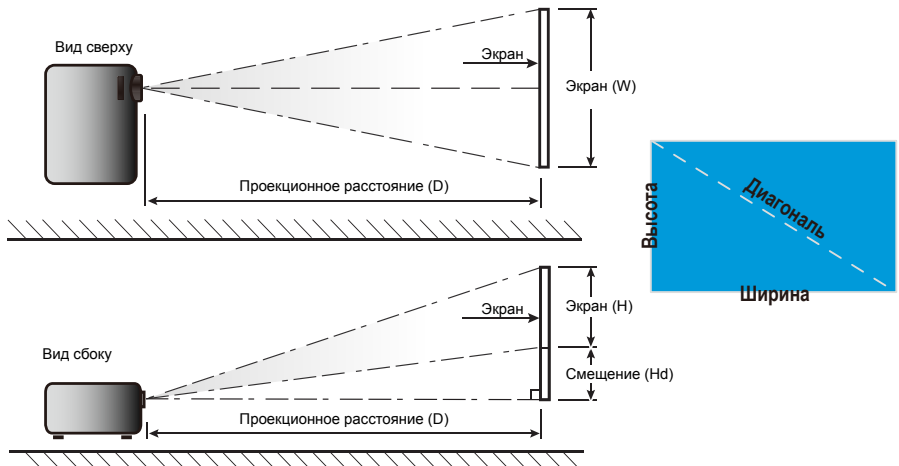 Вид сверху
Экран
Экран (W)
Проекционное расстояние (D)
Высота
Диагональ
Ширина
Вид сбоку
Экран
Экран (H)
Смещение (Hd)
Проекционное расстояние (D)